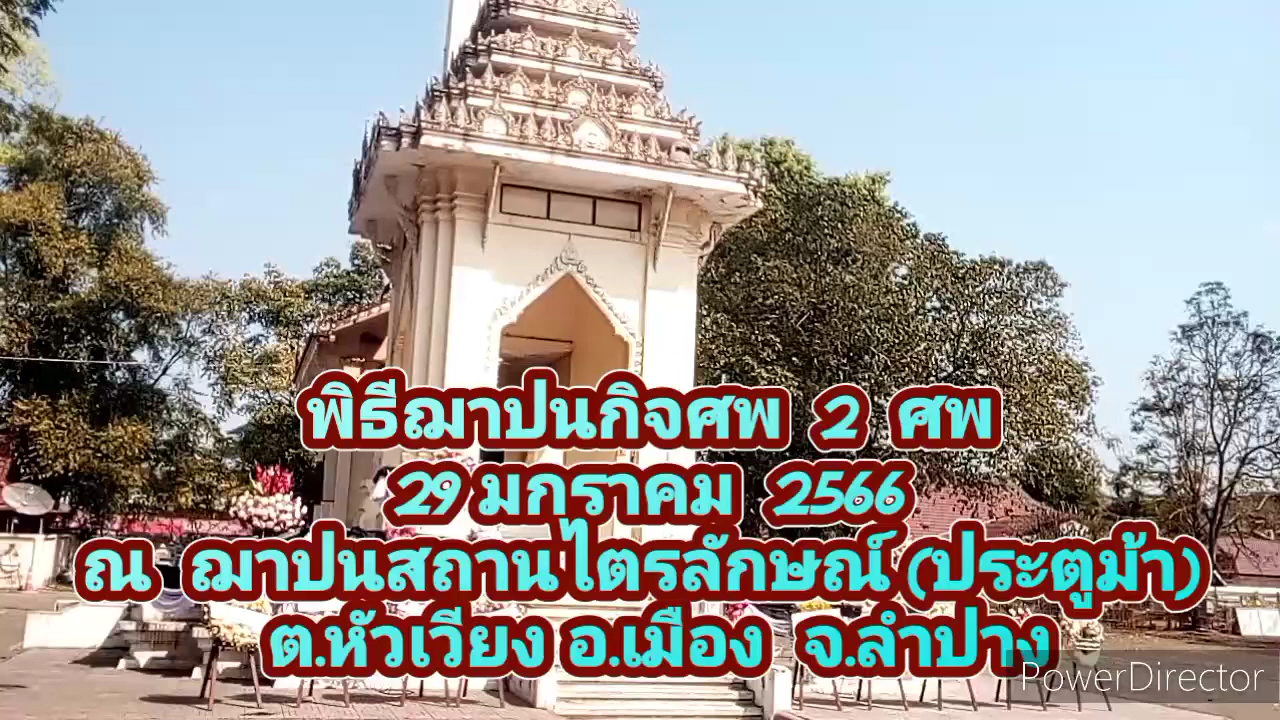 พิธีฌาปนกิจศพ 2 ศพ
29 มกราคม 2566
ณ ฌาปนสถานไตรลักษณ์ (ประตูม้า)
ต.หัวเวียง อ.เมือง จ.ลำปาง
PowerDirector